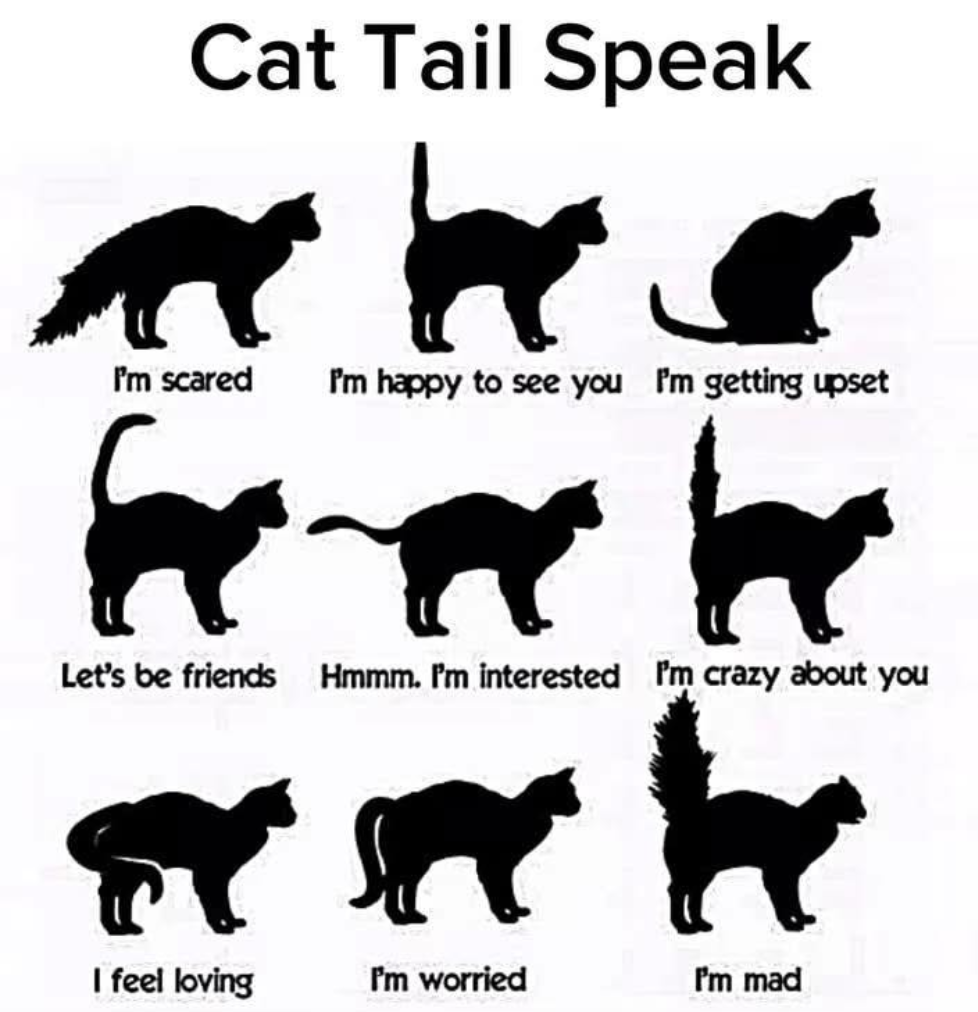 Cat Tail Speak
I'm scared
I'm happy to see you
I'm getting upset
Let's be friends
Hmmm. I'm interested
I'm crazy about you
I feel loving
I'm worried
I'm mad